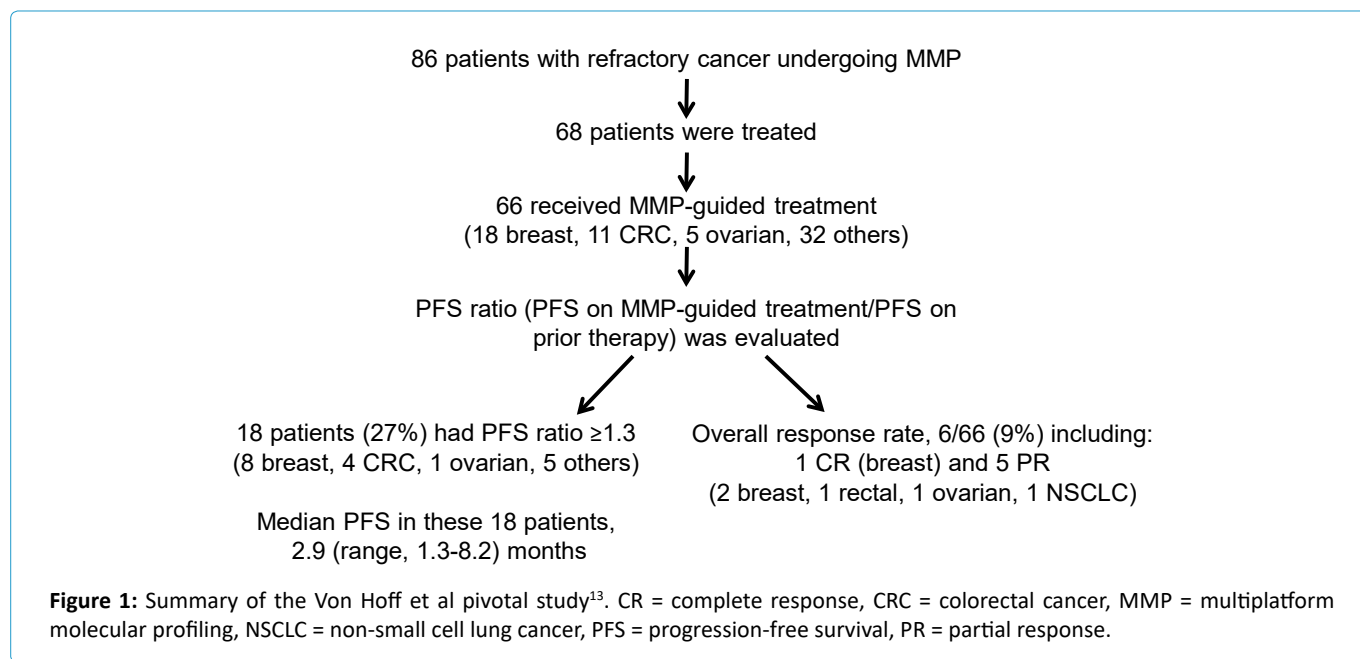 86 patients with refractory cancer undergoing MMP
68 patients were treated
66 received MMP-guided treatment
(18 breast, 11 CRC, 5 ovarian, 32 others)
PFS ratio (PFS on MMP-guided treatment/PFS on
prior therapy) was evaluated
18 patients (27%) had PFS ratio ≥1.3
(8 breast, 4 CRC, 1 ovarian, 5 others)
Median PFS in these 18 patients,
2.9 (range, 1.3-8.2) months
Overall response rate, 6/66 (9%) including:
1 CR (breast) and 5 PR
(2 breast, 1 rectal, 1 ovarian, 1 NSCLC)
Figure 1: Summary of the Von Hoff et al pivotal study¹³. CR = complete response, CRC = colorectal cancer, MMP = multiplatform
molecular profiling, NSCLC = non-small cell lung cancer, PFS = progression-free survival, PR = partial response.